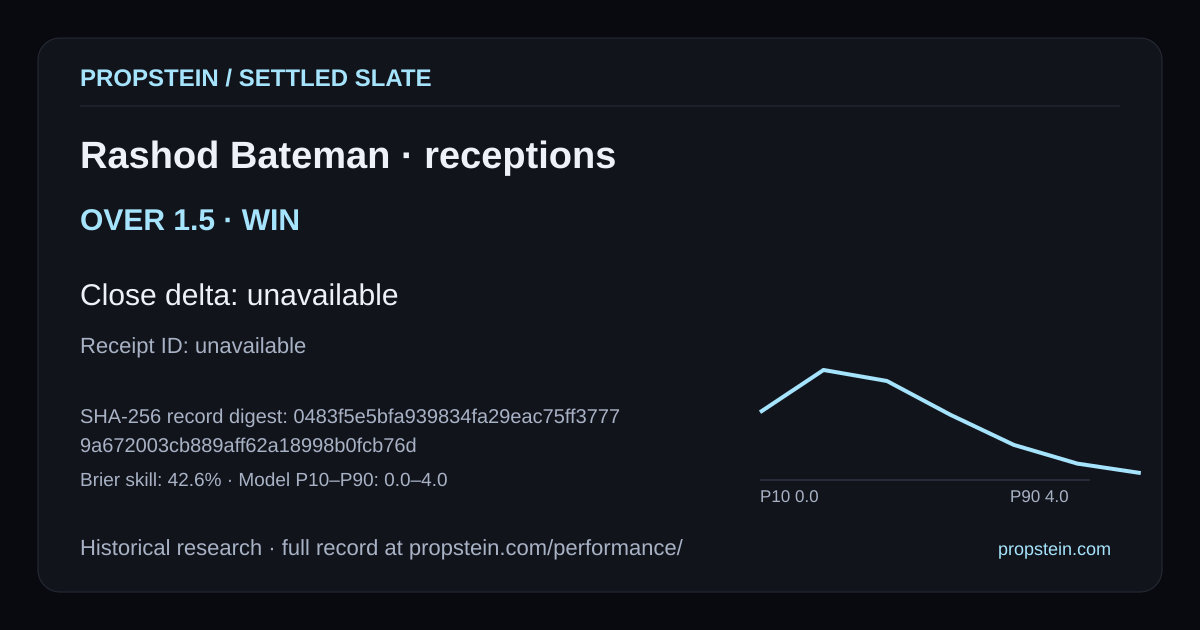 PROPSTEIN / SETTLED SLATE
Rashod Bateman · receptions
OVER 1.5 · WIN
Close delta: unavailable
Receipt ID: unavailable
SHA-256 record digest: 0483f5e5bfa939834fa29eac75ff3777
9a672003cb889aff62a18998b0fcb76d
Brier skill: 42.6% · Model P10–P90: 0.0–4.0
P10 0.0
P90 4.0
Historical research · full record at propstein.com/performance/
propstein.com